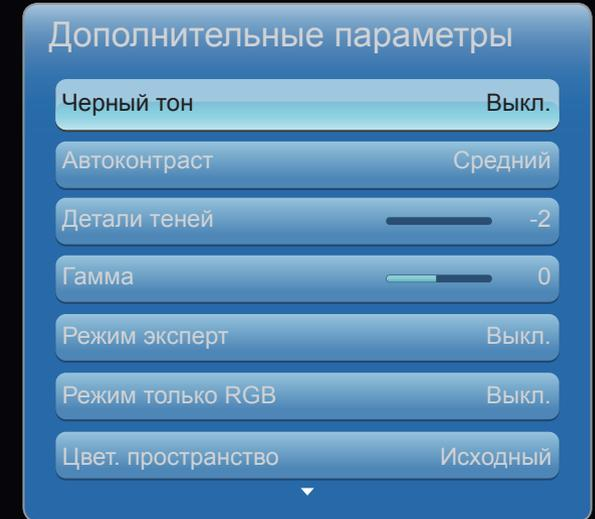 Дополнительные параметры
Черный тон Выкл.
Автоконтраст Средний
Детали теней -2
Гамма 0
Режим эксперт Выкл.
Режим только RGB Выкл.
Цвет. пространство Исходный